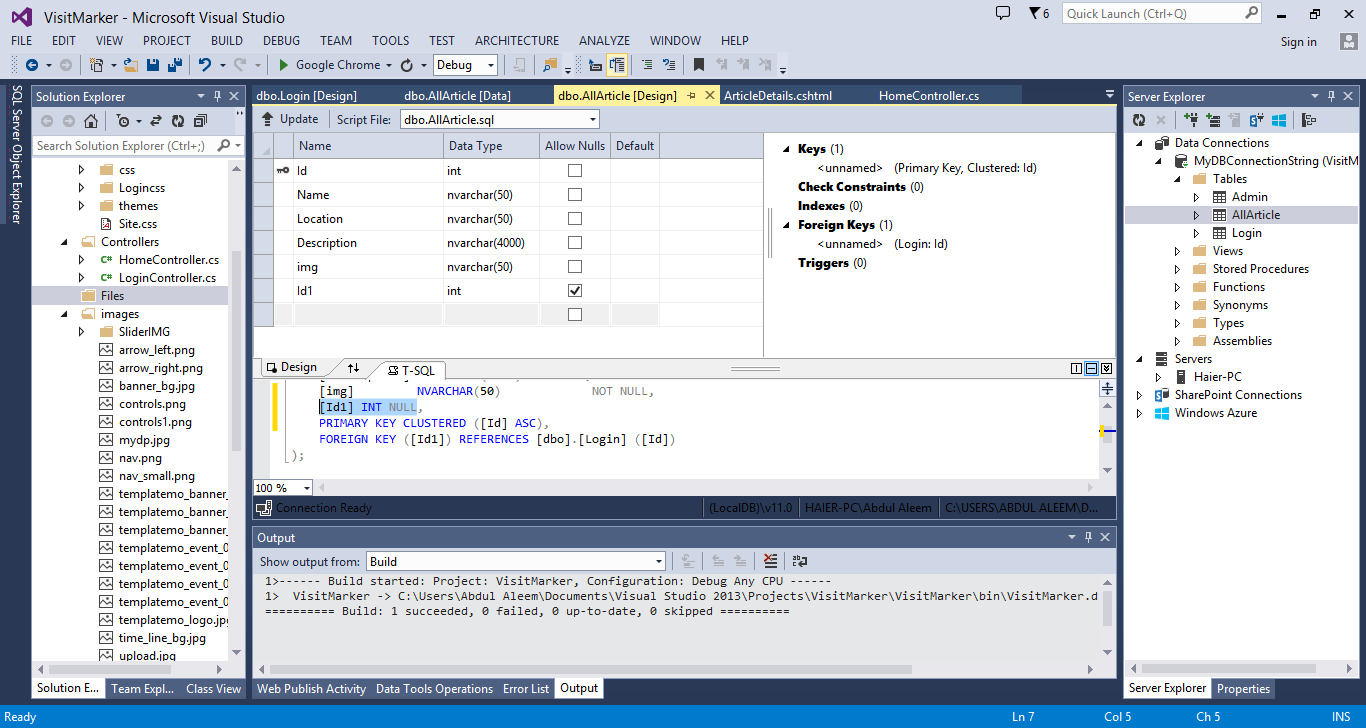 VisitMarker - Microsoft Visual Studio
6
Quick Launch (Ctrl+Q)
FILE EDIT VIEW PROJECT BUILD DEBUG TEAM TOOLS TEST ARCHITECTURE ANALYZE WINDOW HELP
Sign in
Google Chrome
Debug
SQL Server Object Explorer
Solution Explorer
Search Solution Explorer (Ctrl+;)
css
Logincss
themes
Site.css
Controllers
C# HomeController.cs
C# LoginController.cs
Files
images
SliderIMG
arrow_left.png
arrow_right.png
banner_bg.jpg
controls.png
controls1.png
mydp.jpg
nav.png
nav_small.png
templatemo_banner_
templatemo_banner_
templatemo_banner_
templatemo_event_0
templatemo_event_0
templatemo_event_0
templatemo_event_0
templatemo_logo.jpg
time_line_bg.jpg
upload.jpg
Solution E... Team Expl... Class View
dbo.Login [Design] dbo.AllArticle [Data] dbo.AllArticle [Design] ArticleDetails.cshtml HomeController.cs
Update Script File: dbo.AllArticle.sql
Name Data Type Allow Nulls Default
Id int
Name nvarchar(50)
Location nvarchar(50)
Description nvarchar(4000)
img nvarchar(50)
Id1 int
Keys (1)
<unnamed> (Primary Key, Clustered: Id)
Check Constraints (0)
Indexes (0)
Foreign Keys (1)
<unnamed> (Login: Id)
Triggers (0)
Design T-SQL
[img] NVARCHAR(50) NOT NULL,
[Id1] INT NULL,
PRIMARY KEY CLUSTERED ([Id] ASC),
FOREIGN KEY ([Id1]) REFERENCES [dbo].[Login] ([Id])
);
100 %
Connection Ready (LocalDB)\v11.0 HAIER-PC\Abdul Aleem C:\USERS\ABDUL ALEEM\D...
Output
Show output from: Build
1>------ Build started: Project: VisitMarker, Configuration: Debug Any CPU ------
1> VisitMarker -> C:\Users\Abdul Aleem\Documents\Visual Studio 2013\Projects\VisitMarker\VisitMarker\bin\VisitMarker.d
========== Build: 1 succeeded, 0 failed, 0 up-to-date, 0 skipped ==========
Web Publish Activity Data Tools Operations Error List Output
Server Explorer
Data Connections
MyDBConnectionString (VisitM
Tables
Admin
AllArticle
Login
Views
Stored Procedures
Functions
Synonyms
Types
Assemblies
Servers
Haier-PC
SharePoint Connections
Windows Azure
Server Explorer Properties
Ready Ln 7 Col 5 Ch 5 INS